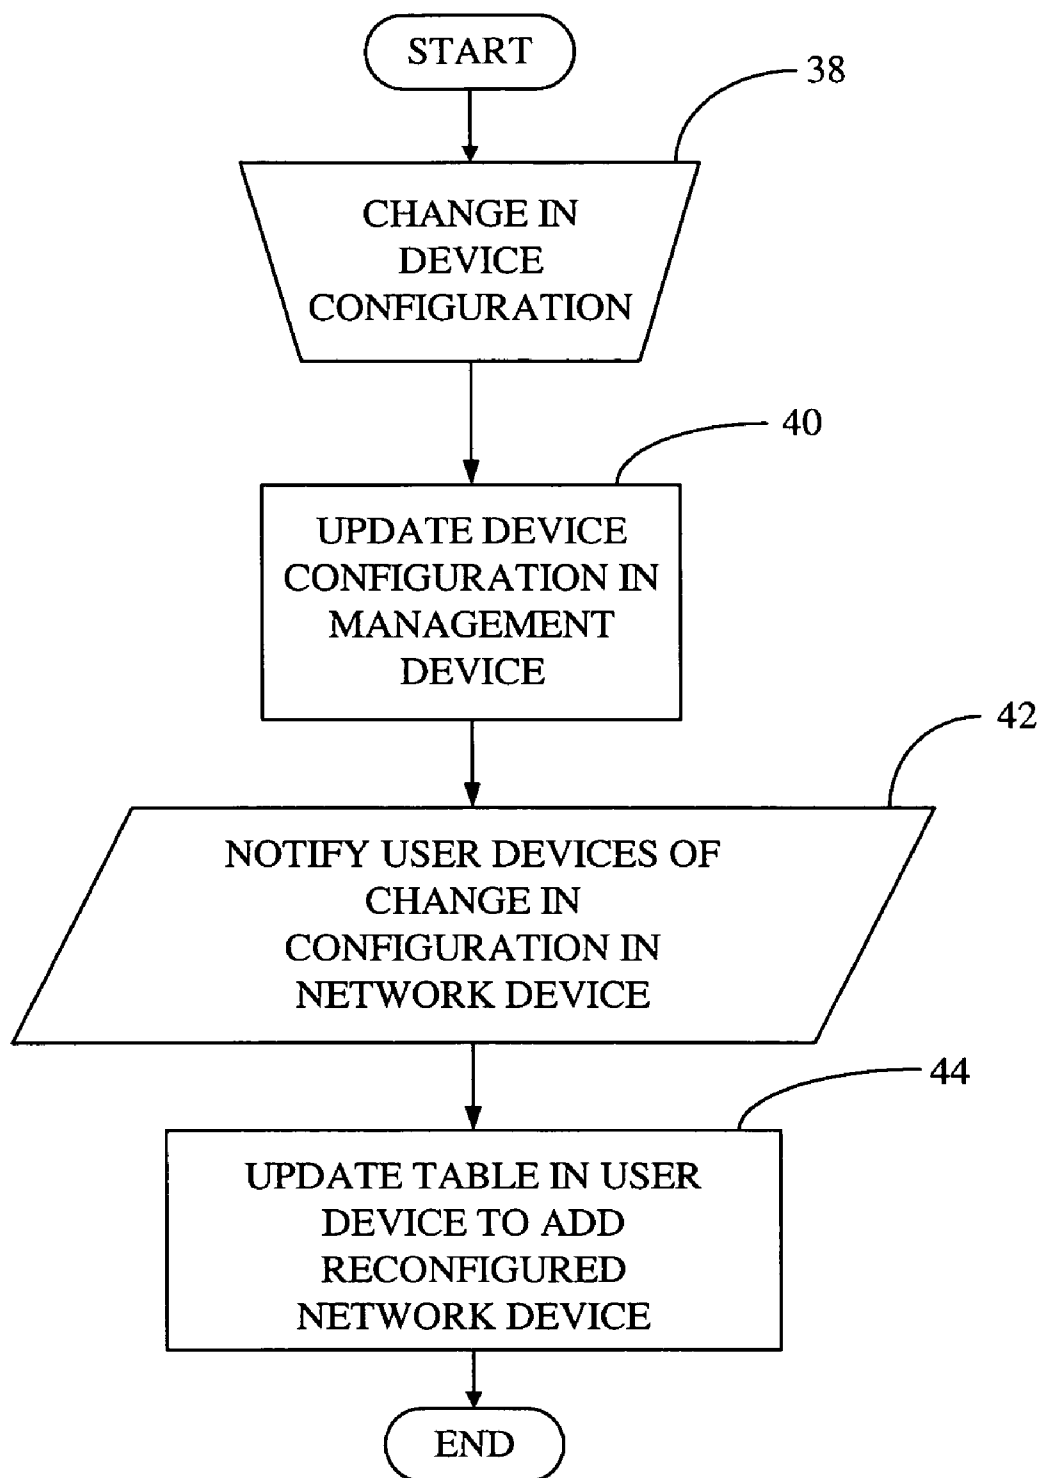 START
38
CHANGE IN
DEVICE
CONFIGURATION
40
UPDATE DEVICE
CONFIGURATION IN
MANAGEMENT
DEVICE
42
NOTIFY USER DEVICES OF
CHANGE IN
CONFIGURATION IN
NETWORK DEVICE
44
UPDATE TABLE IN USER
DEVICE TO ADD
RECONFIGURED
NETWORK DEVICE
END